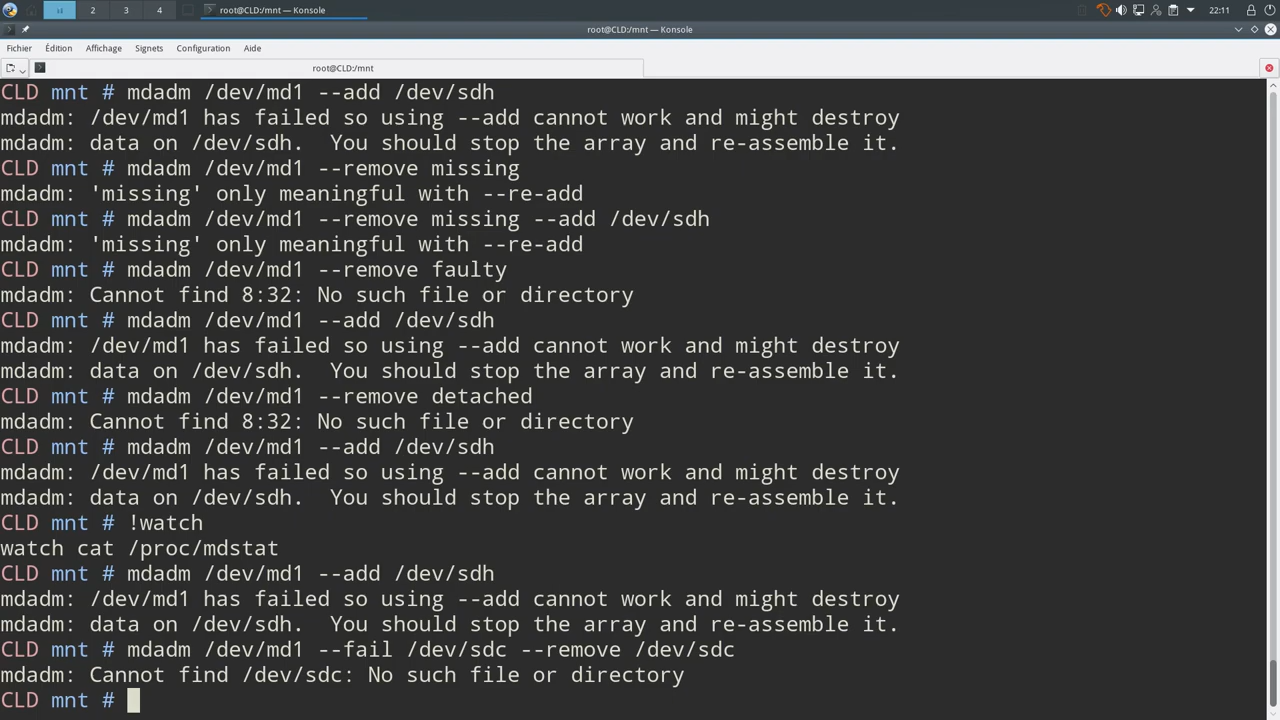 2
3
4
root@CLD:/mnt — Konsole
22:11
root@CLD:/mnt — Konsole
Fichier Édition Affichage Signets Configuration Aide
root@CLD:/mnt
CLD mnt # mdadm /dev/md1 --add /dev/sdh
mdadm: /dev/md1 has failed so using --add cannot work and might destroy
mdadm: data on /dev/sdh.  You should stop the array and re-assemble it.
CLD mnt # mdadm /dev/md1 --remove missing
mdadm: 'missing' only meaningful with --re-add
CLD mnt # mdadm /dev/md1 --remove missing --add /dev/sdh
mdadm: 'missing' only meaningful with --re-add
CLD mnt # mdadm /dev/md1 --remove faulty
mdadm: Cannot find 8:32: No such file or directory
CLD mnt # mdadm /dev/md1 --add /dev/sdh
mdadm: /dev/md1 has failed so using --add cannot work and might destroy
mdadm: data on /dev/sdh.  You should stop the array and re-assemble it.
CLD mnt # mdadm /dev/md1 --remove detached
mdadm: Cannot find 8:32: No such file or directory
CLD mnt # mdadm /dev/md1 --add /dev/sdh
mdadm: /dev/md1 has failed so using --add cannot work and might destroy
mdadm: data on /dev/sdh.  You should stop the array and re-assemble it.
CLD mnt # !watch
watch cat /proc/mdstat
CLD mnt # mdadm /dev/md1 --add /dev/sdh
mdadm: /dev/md1 has failed so using --add cannot work and might destroy
mdadm: data on /dev/sdh.  You should stop the array and re-assemble it.
CLD mnt # mdadm /dev/md1 --fail /dev/sdc --remove /dev/sdc
mdadm: Cannot find /dev/sdc: No such file or directory
CLD mnt #